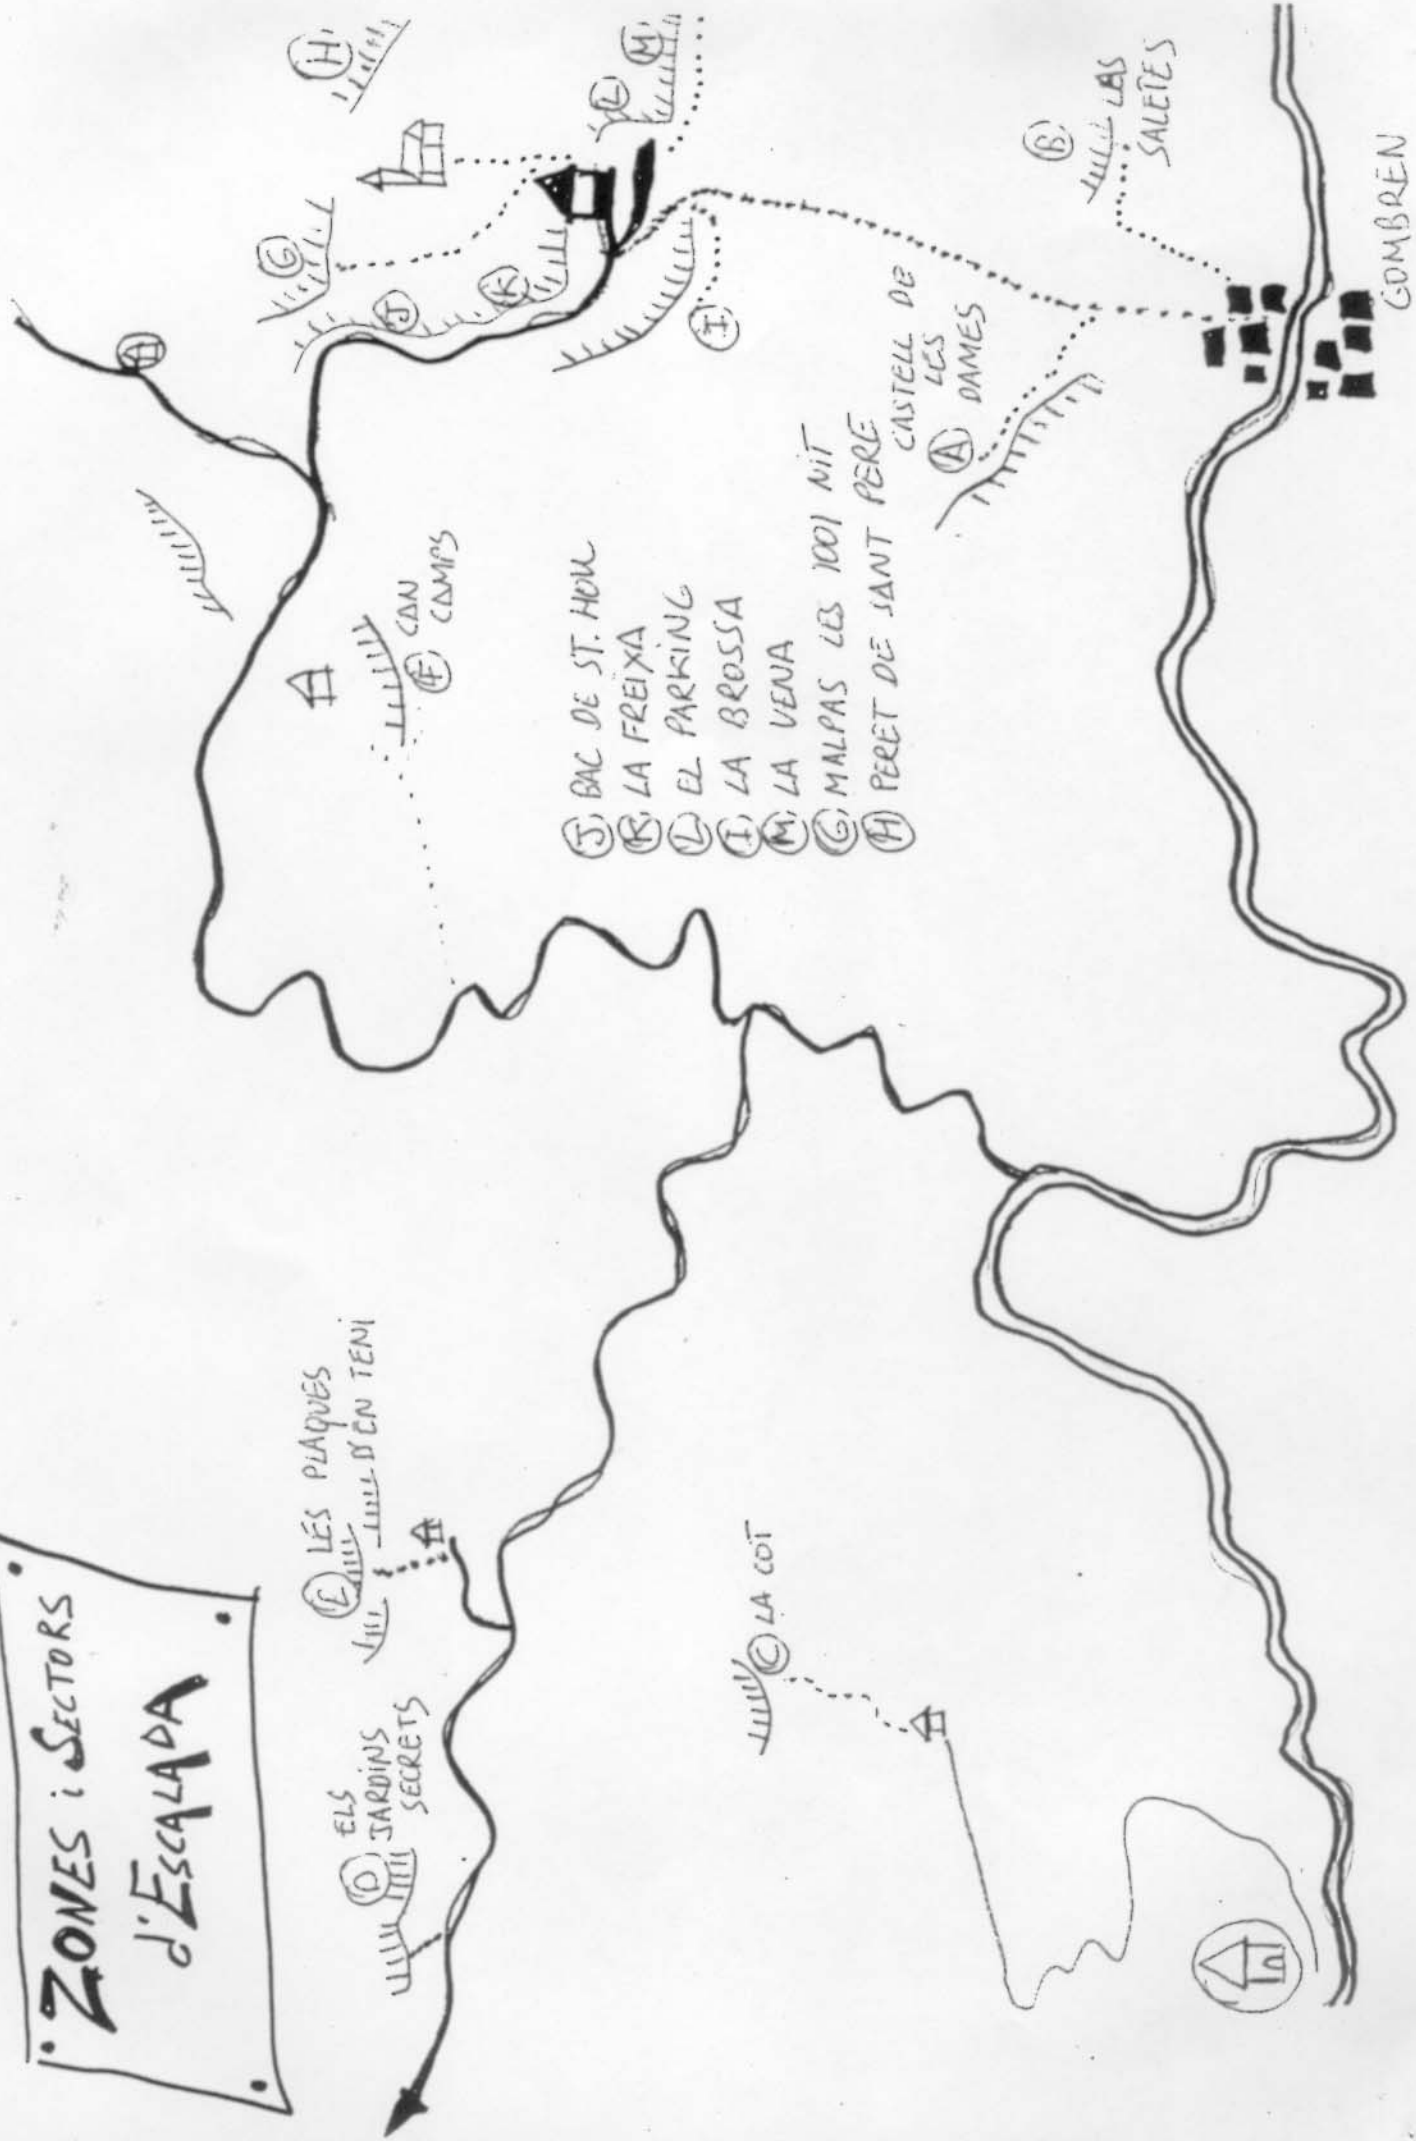 ZONES i SECTORS
d'ESCALADA
D ELS
JARDINS
SECRETS
E LES PLAQUES
D'EN TENI
C LA COT
F CAN
CAMPS
J BAC DE ST. HOU
K LA FREIXA
L EL PARKING
I LA BROSSA
M LA VENA
G MALPAS LES 1001 NIT
H PERET DE SANT PERE
CASTELL DE
LES
A DAMES
G
J
K
I
H
L
M
B LAS
SALETES
GOMBREN